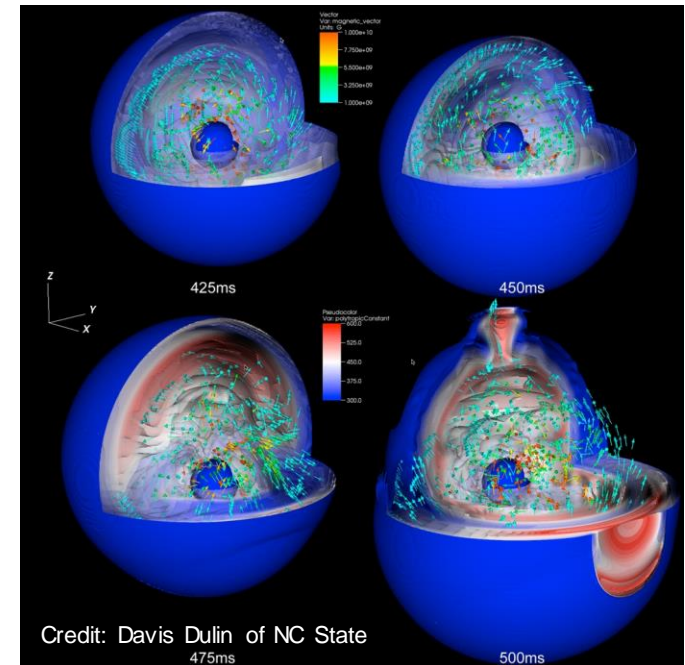 Vector
Var: magnetic_vector
Units: G
1.000e+10
7.750e+09
5.500e+09
3.250e+09
1.000e+09
425ms
450ms
Z
Y
X
Pseudocolor
Var: polytropicConstant
600.0
525.0
450.0
375.0
300.0
Credit: Davis Dulin of NC State
475ms
500ms